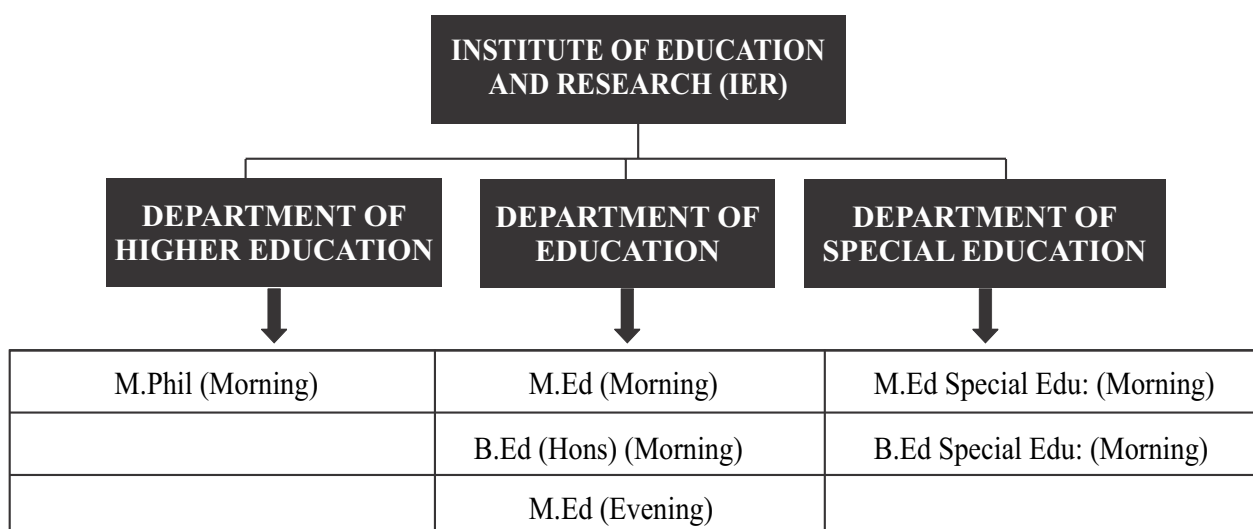 INSTITUTE OF EDUCATION
AND RESEARCH (IER)
DEPARTMENT OF
HIGHER EDUCATION
DEPARTMENT OF
EDUCATION
DEPARTMENT OF
SPECIAL EDUCATION
M.Phil (Morning)
M.Ed (Morning)
M.Ed Special Edu: (Morning)
B.Ed (Hons) (Morning)
B.Ed Special Edu: (Morning)
M.Ed (Evening)